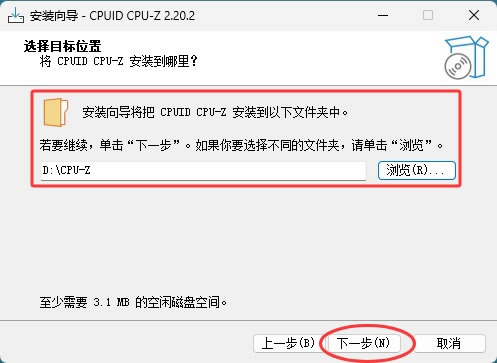 安装向导 - CPUID CPU-Z 2.20.2
选择目标位置
将 CPUID CPU-Z 安装到哪里?
安装向导将把 CPUID CPU-Z 安装到以下文件夹中。
若要继续，单击“下一步”。如果你要选择不同的文件夹，请单击“浏览”。
D:\CPU-Z
浏览(R)...
至少需要 3.1 MB 的空闲磁盘空间。
上一步(B)
下一步(N)
取消